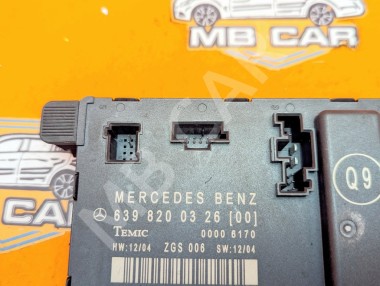 MB CAR
MB CAR
MERCEDES BENZ
639 820 03 26 [00]
TEMIC 0000 6170
HW:12/04 ZGS 006 SW:12/04
Q9